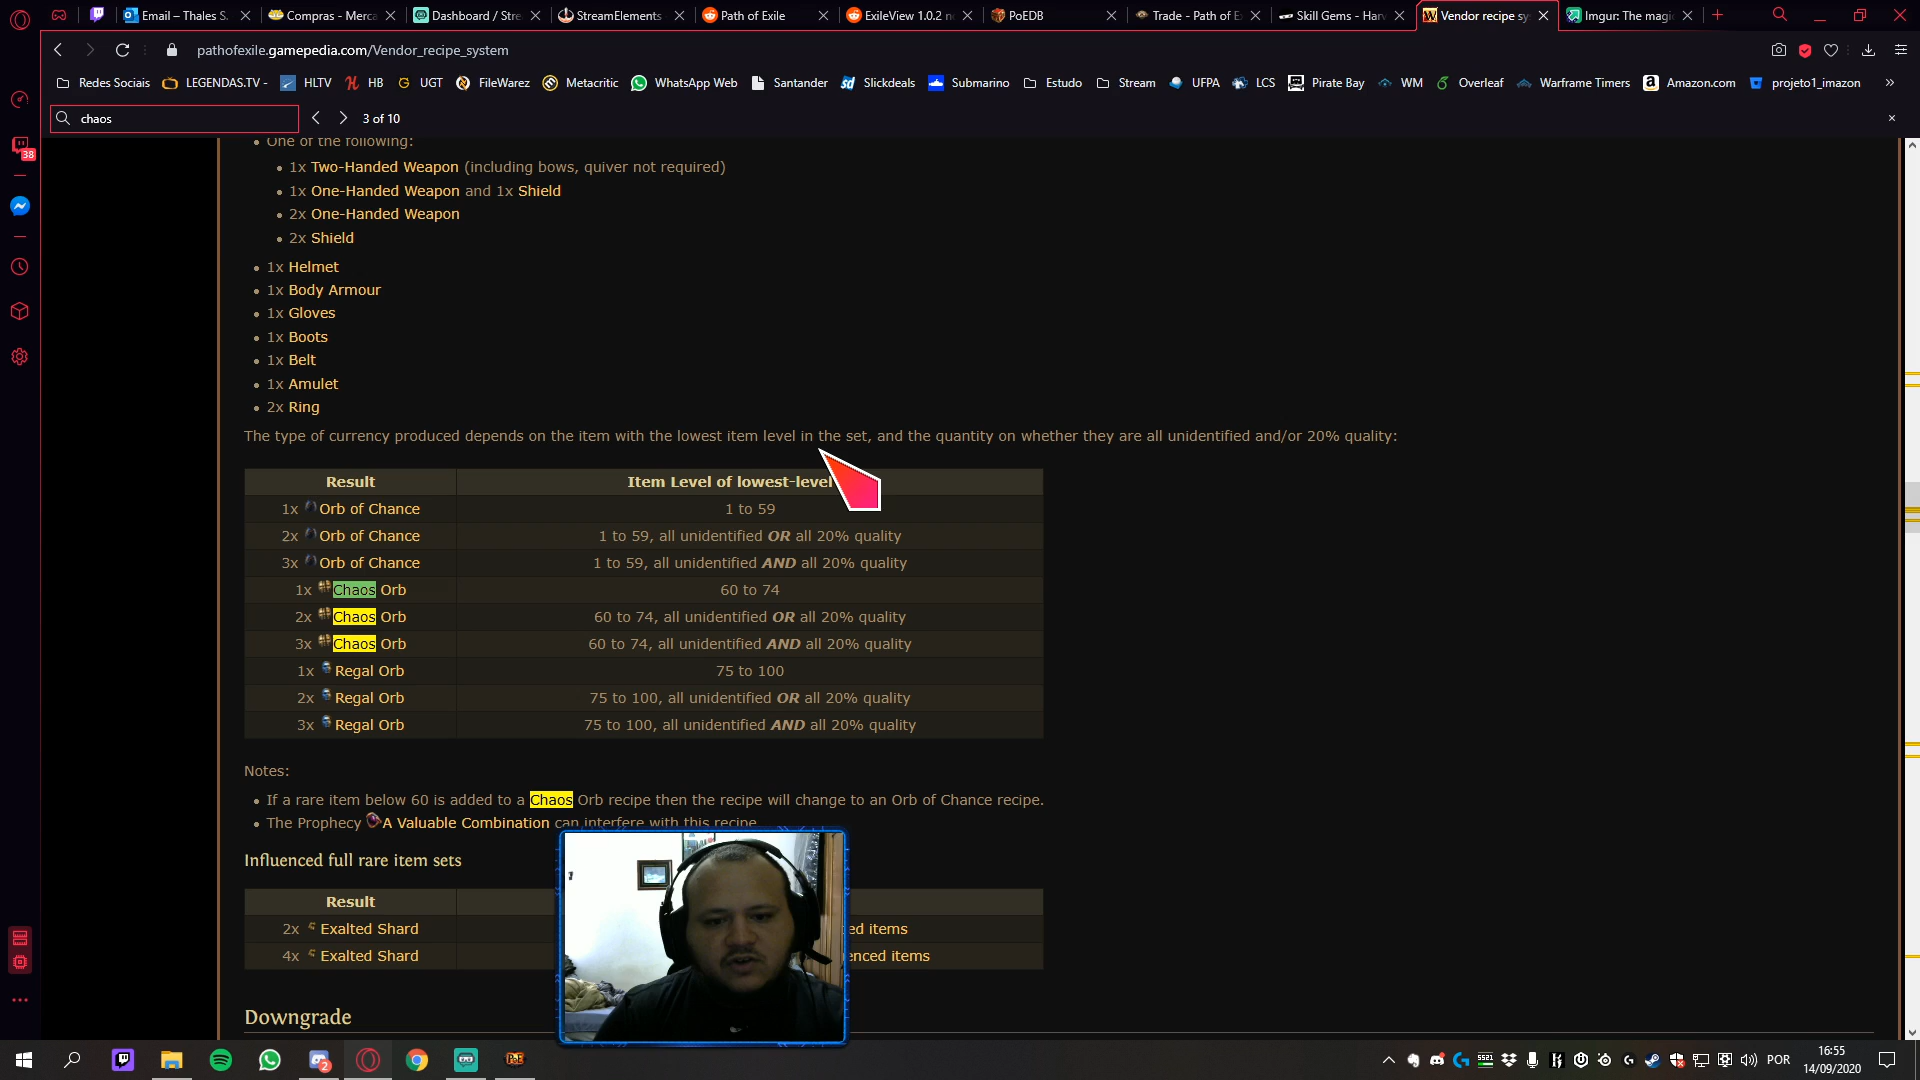 Email – Thales S.
Compras - Merca
Dashboard / Stre
StreamElements
Path of Exile
ExileView 1.0.2 n
PoEDB
Trade - Path of E
Skill Gems - Har
Vendor recipe sy
Imgur: The magi
pathofexile.gamepedia.com/Vendor_recipe_system
Redes Sociais
LEGENDAS.TV -
HLTV
HB
UGT
FileWarez
Metacritic
WhatsApp Web
Santander
Slickdeals
Submarino
Estudo
Stream
UFPA
LCS
Pirate Bay
WM
Overleaf
Warframe Timers
Amazon.com
projeto1_imazon
chaos
3 of 10
38
One of the following:
1x Two-Handed Weapon (including bows, quiver not required)
1x One-Handed Weapon and 1x Shield
2x One-Handed Weapon
2x Shield
1x Helmet
1x Body Armour
1x Gloves
1x Boots
1x Belt
1x Amulet
2x Ring
The type of currency produced depends on the item with the lowest item level in the set, and the quantity on whether they are all unidentified and/or 20% quality:
Result Item Level of lowest-level
1x Orb of Chance 1 to 59
2x Orb of Chance 1 to 59, all unidentified OR all 20% quality
3x Orb of Chance 1 to 59, all unidentified AND all 20% quality
1x Chaos Orb 60 to 74
2x Chaos Orb 60 to 74, all unidentified OR all 20% quality
3x Chaos Orb 60 to 74, all unidentified AND all 20% quality
1x Regal Orb 75 to 100
2x Regal Orb 75 to 100, all unidentified OR all 20% quality
3x Regal Orb 75 to 100, all unidentified AND all 20% quality
Notes:
If a rare item below 60 is added to a Chaos Orb recipe then the recipe will change to an Orb of Chance recipe.
The Prophecy A Valuable Combination can interfere with this recipe
Influenced full rare item sets
Result
2x Exalted Shard ed items
4x Exalted Shard enced items
Downgrade
2
5521
POR
16:55
14/09/2020